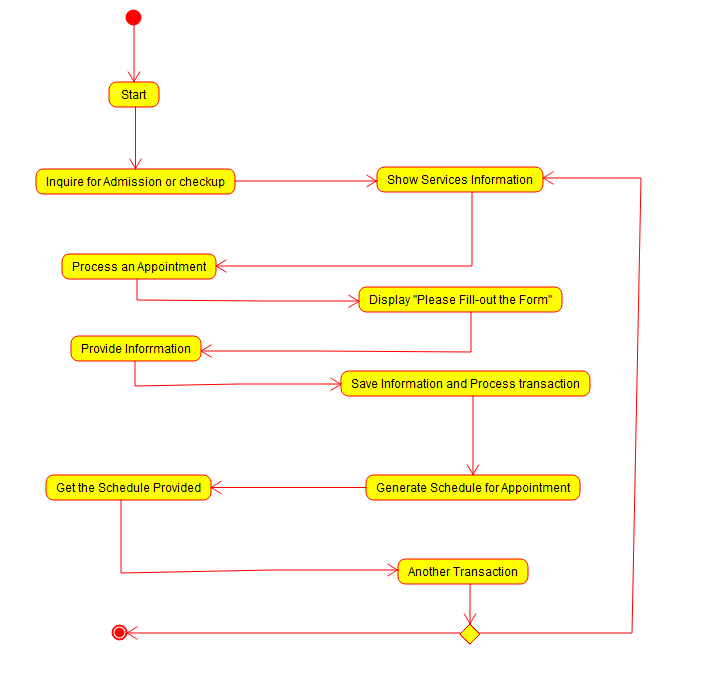 Start
Inquire for Admission or checkup
Show Services Information
Process an Appointment
Display "Please Fill-out the Form"
Provide Inforrmation
Save Information and Process transaction
Get the Schedule Provided
Generate Schedule for Appointment
Another Transaction